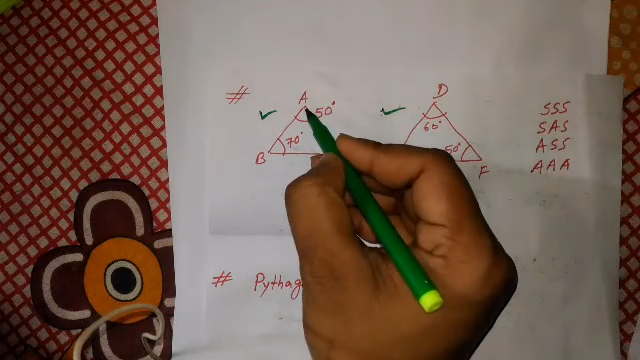 # A D
50° 60°
B 70° 50° F
SSS
SAS
ASS
AAA
# Pythag